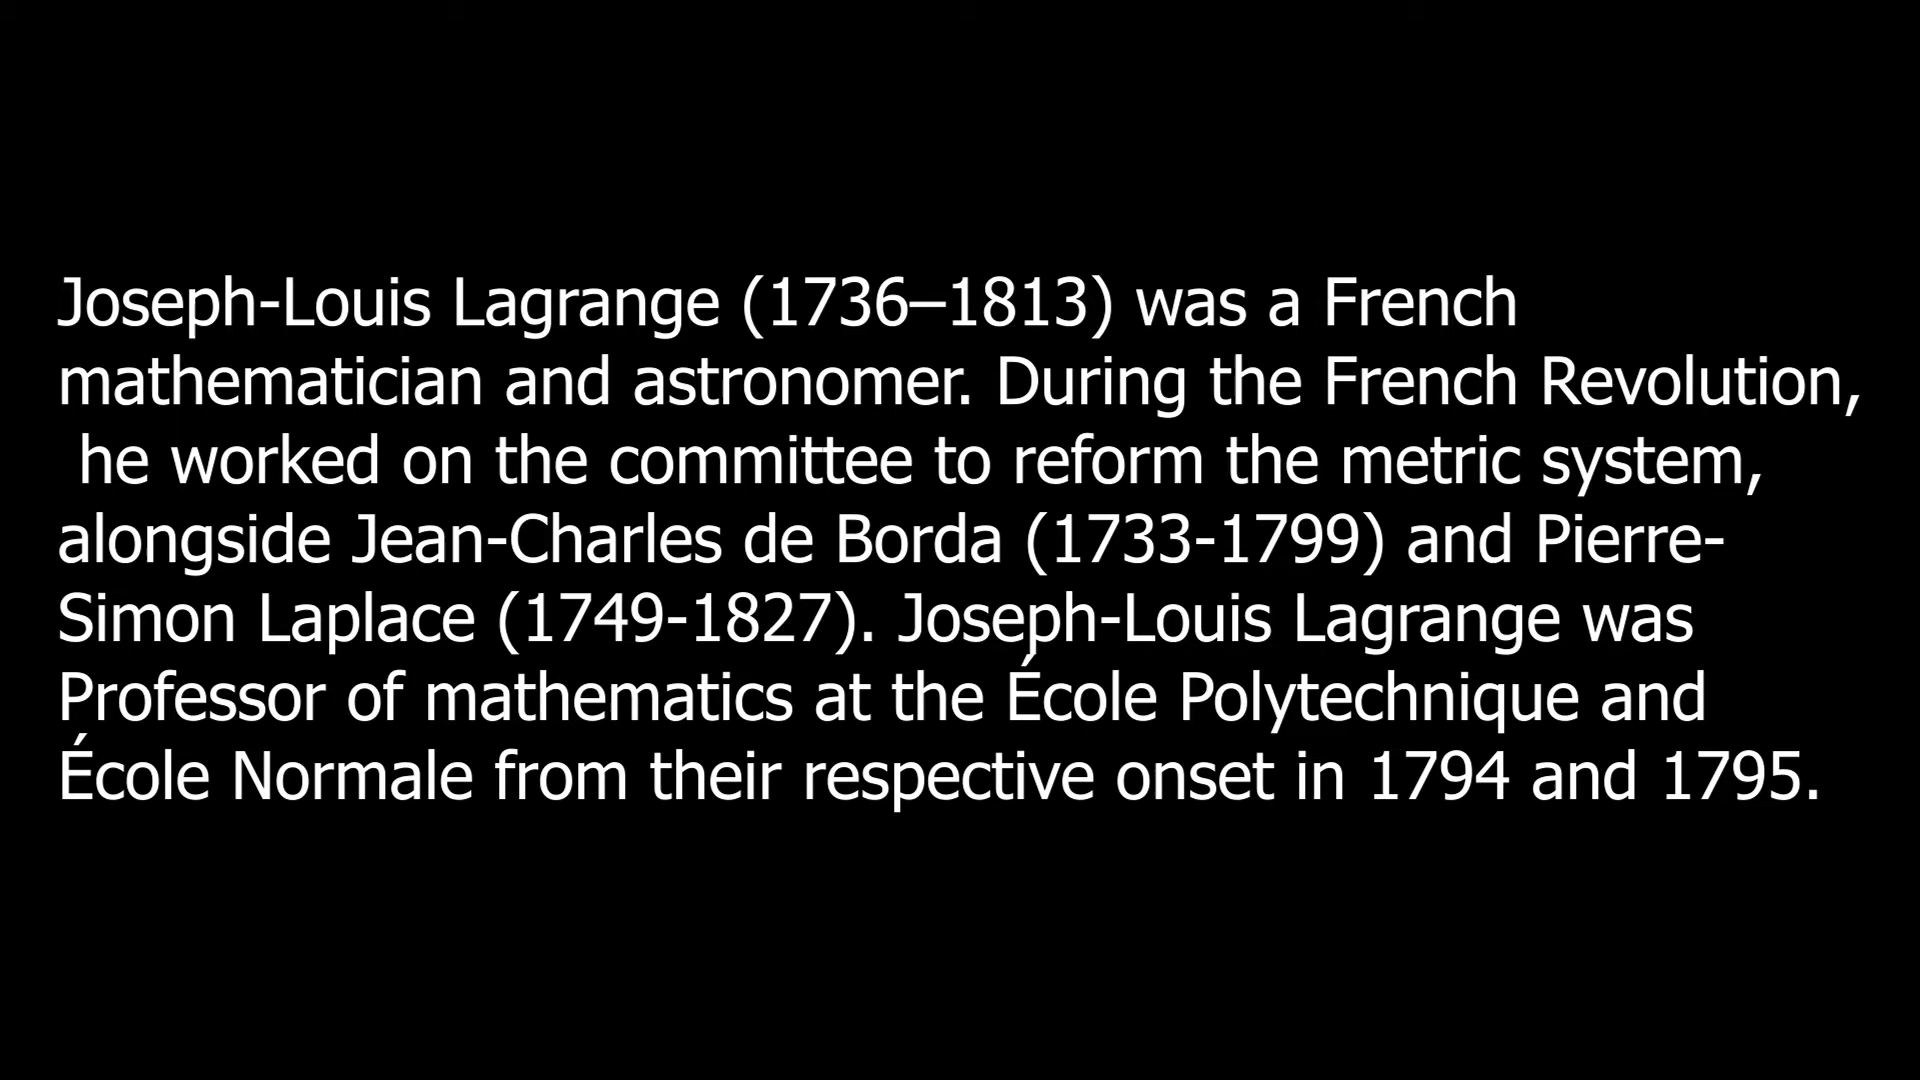 Joseph-Louis Lagrange (1736–1813) was a French
mathematician and astronomer. During the French Revolution,
he worked on the committee to reform the metric system,
alongside Jean-Charles de Borda (1733-1799) and Pierre-
Simon Laplace (1749-1827). Joseph-Louis Lagrange was
Professor of mathematics at the École Polytechnique and
École Normale from their respective onset in 1794 and 1795.